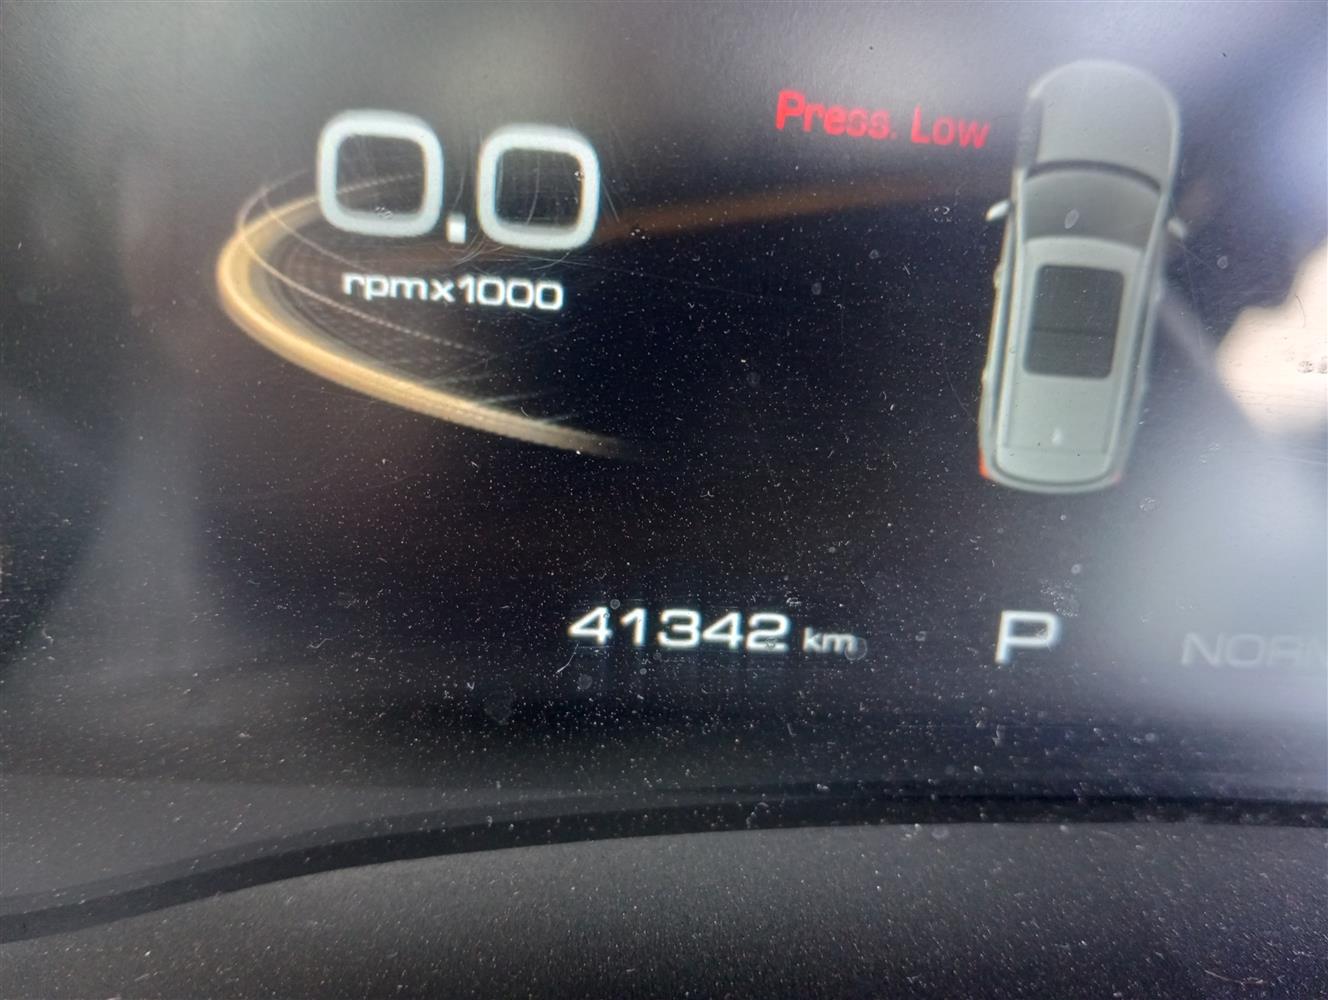 Press. Low
0.0
rpmx1000
41342 km
P